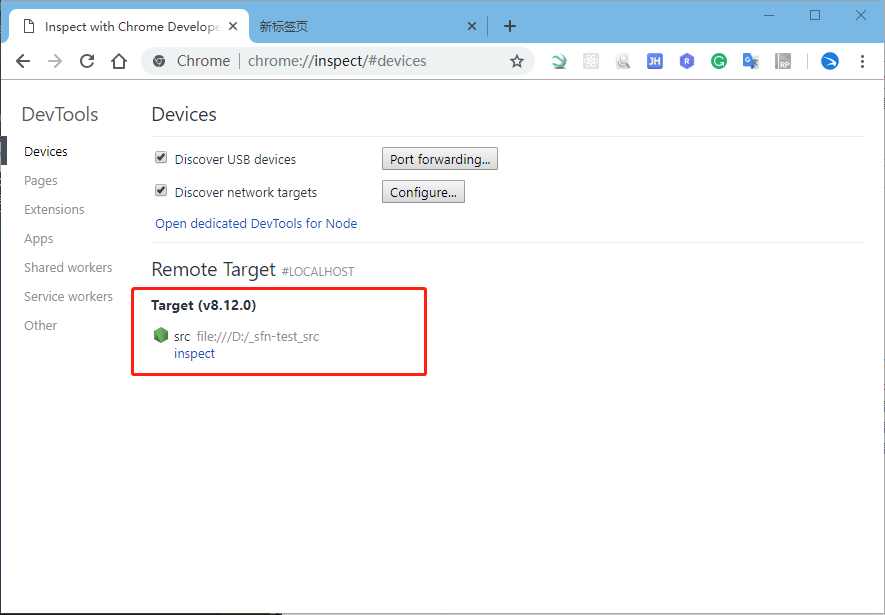 Inspect with Chrome Develope
新标签页
Chrome
chrome://inspect/#devices
JH
R
G
RP
DevTools
Devices
Pages
Extensions
Apps
Shared workers
Service workers
Other
Devices
Discover USB devices
Port forwarding...
Discover network targets
Configure...
Open dedicated DevTools for Node
Remote Target #LOCALHOST
Target (v8.12.0)
src file:///D:/_sfn-test_src
inspect